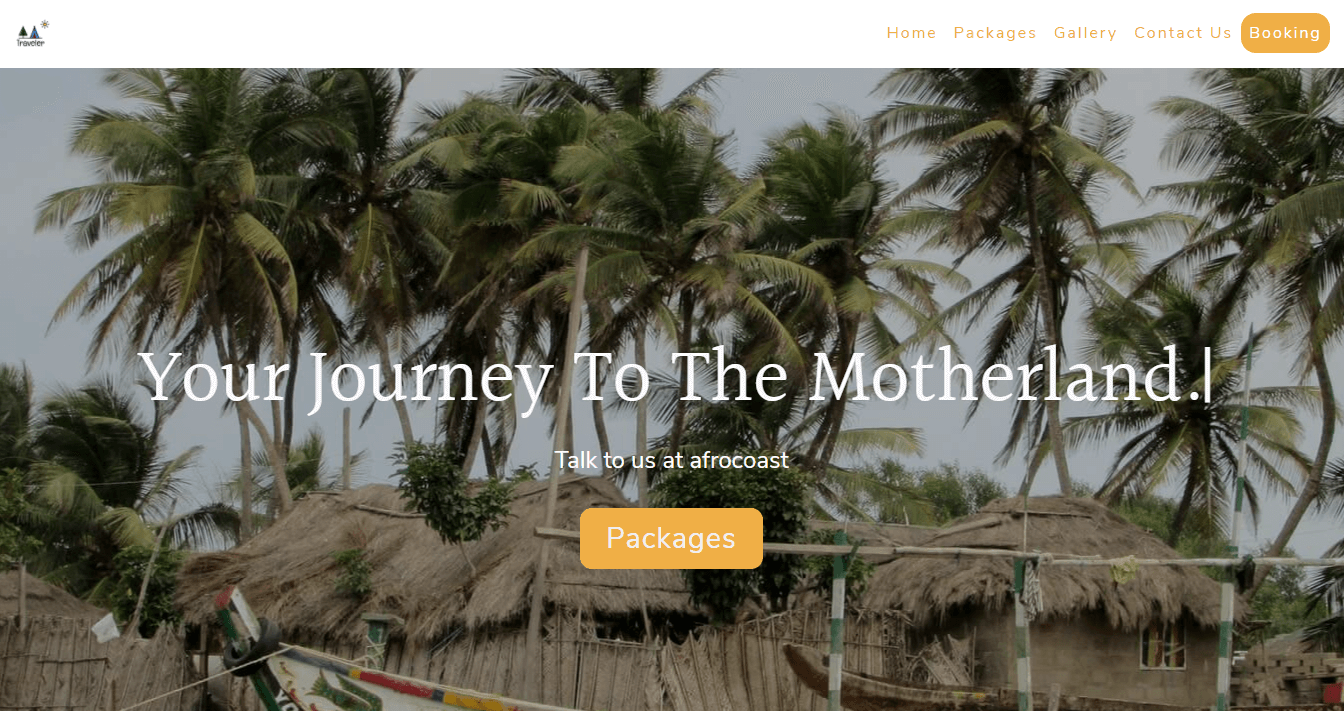 Traveler
Home Packages Gallery Contact Us Booking
Your Journey To The Motherland.|
Talk to us at afrocoast
Packages